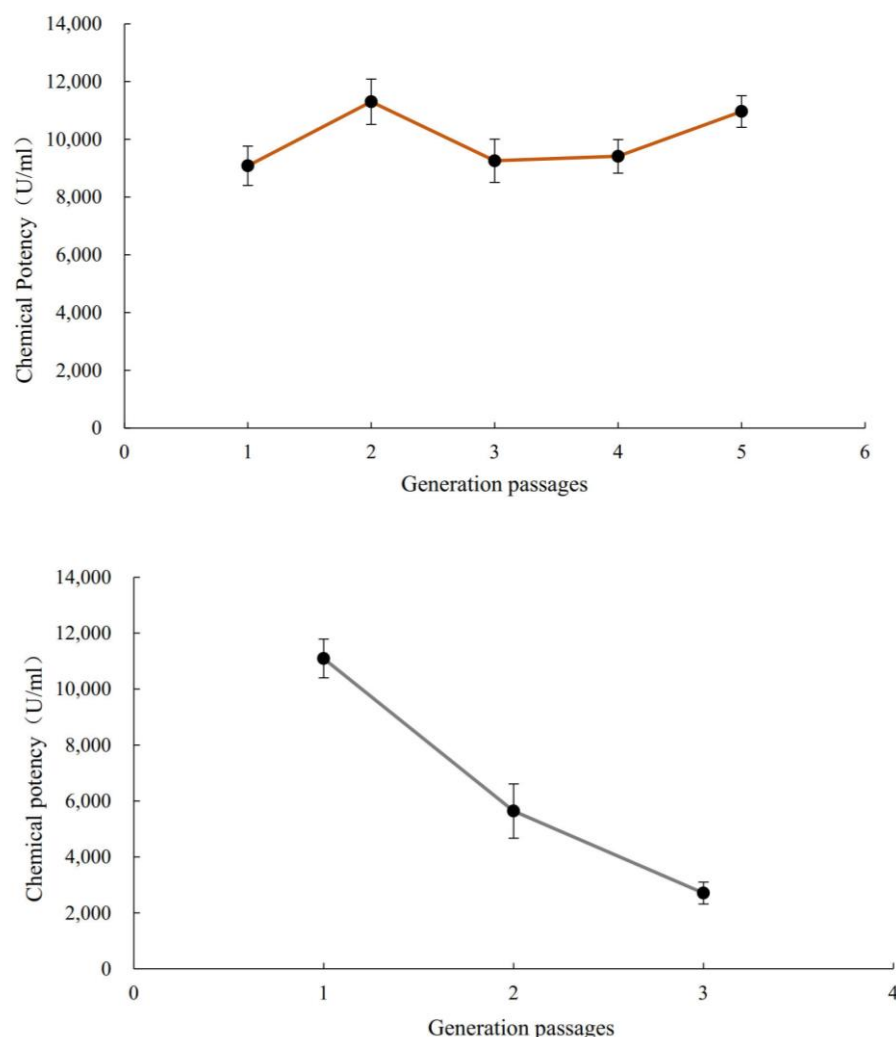 14,000
12,000
10,000
8,000
6,000
4,000
2,000
0
Chemical Potency（U/ml）
0 1 2 3 4 5 6
Generation passages
14,000
12,000
10,000
8,000
6,000
4,000
2,000
0
Chemical potency（U/ml）
0 1 2 3 4
Generation passages